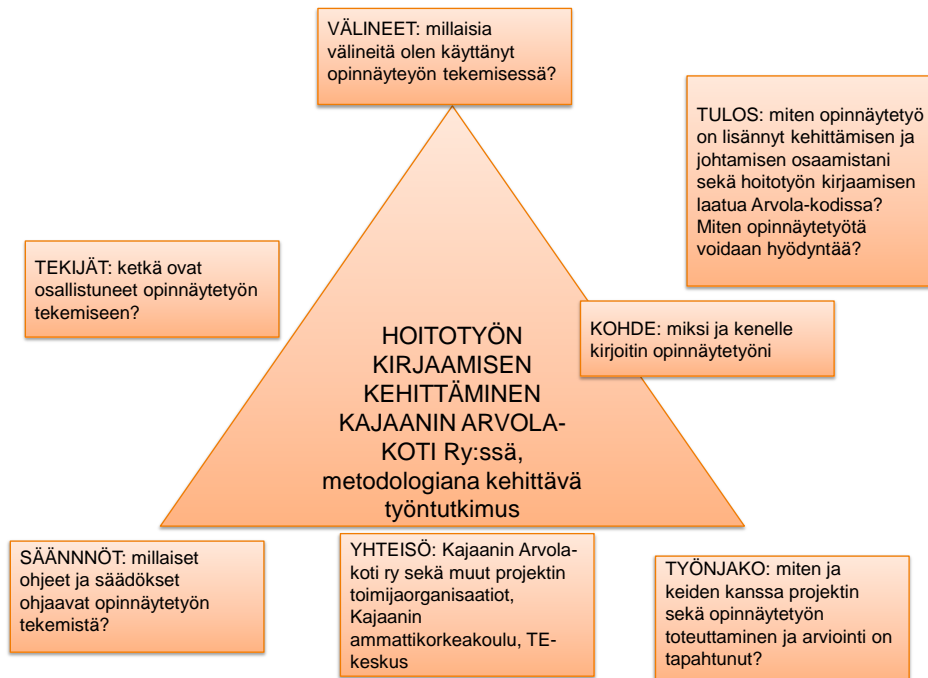 VÄLINEET: millaisia
välineitä olen käyttänyt
opinnäyteyön tekemisessä?
TULOS: miten opinnäytetyö
on lisännyt kehittämisen ja
johtamisen osaamistani
sekä hoitotyön kirjaamisen
laatua Arvola-kodissa?
Miten opinnäytetyötä
voidaan hyödyntää?
TEKIJÄT: ketkä ovat
osallistuneet opinnäytetyön
tekemiseen?
KOHDE: miksi ja kenelle
kirjoitin opinnäytetyöni
HOITOTYÖN
KIRJAAMISEN
KEHITTÄMINEN
KAJAANIN ARVOLA-
KOTI Ry:ssä,
metodologiana kehittävä
työntutkimus
SÄÄNNNÖT: millaiset
ohjeet ja säädökset
ohjaavat opinnäytetyön
tekemistä?
YHTEISÖ: Kajaanin Arvola-
koti ry sekä muut projektin
toimijaorganisaatiot,
Kajaanin
ammattikorkeakoulu, TE-
keskus
TYÖNJAKO: miten ja
keiden kanssa projektin
sekä opinnäytetyön
toteuttaminen ja arviointi on
tapahtunut?